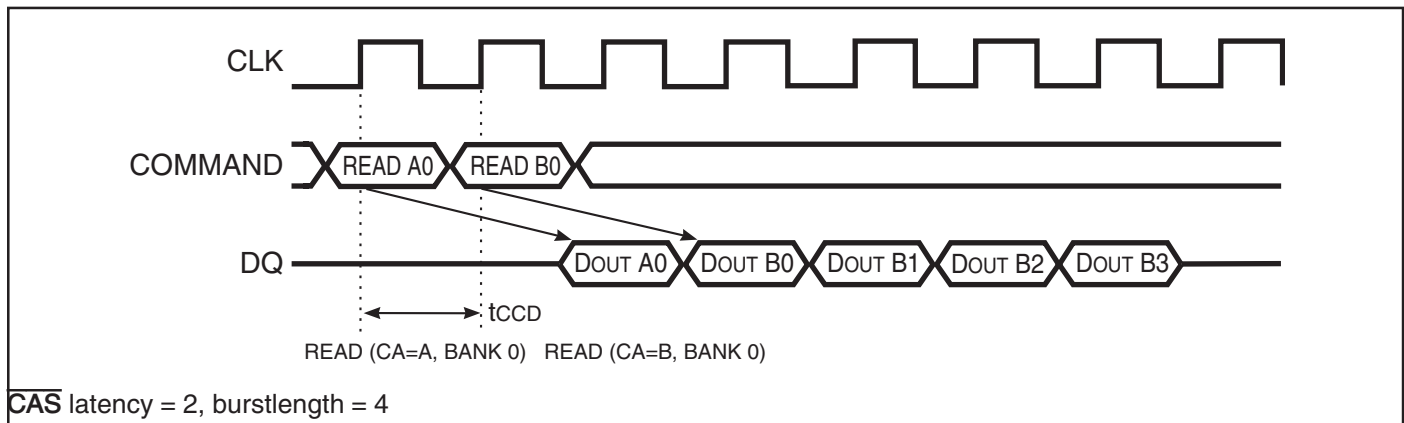 CLK
COMMAND READ A0 READ B0
DQ DOUT A0 DOUT B0 DOUT B1 DOUT B2 DOUT B3
tCCD
READ (CA=A, BANK 0) READ (CA=B, BANK 0)
CAS latency = 2, burstlength = 4